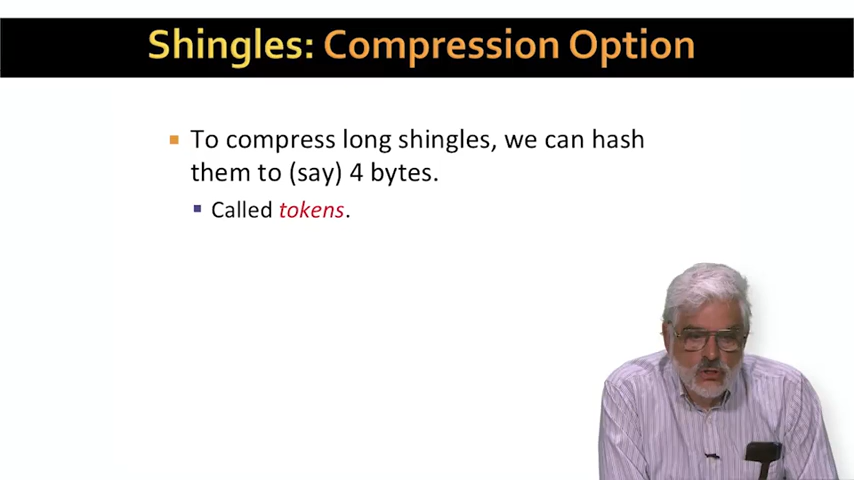 Shingles: Compression Option
To compress long shingles, we can hash
them to (say) 4 bytes.
Called tokens.